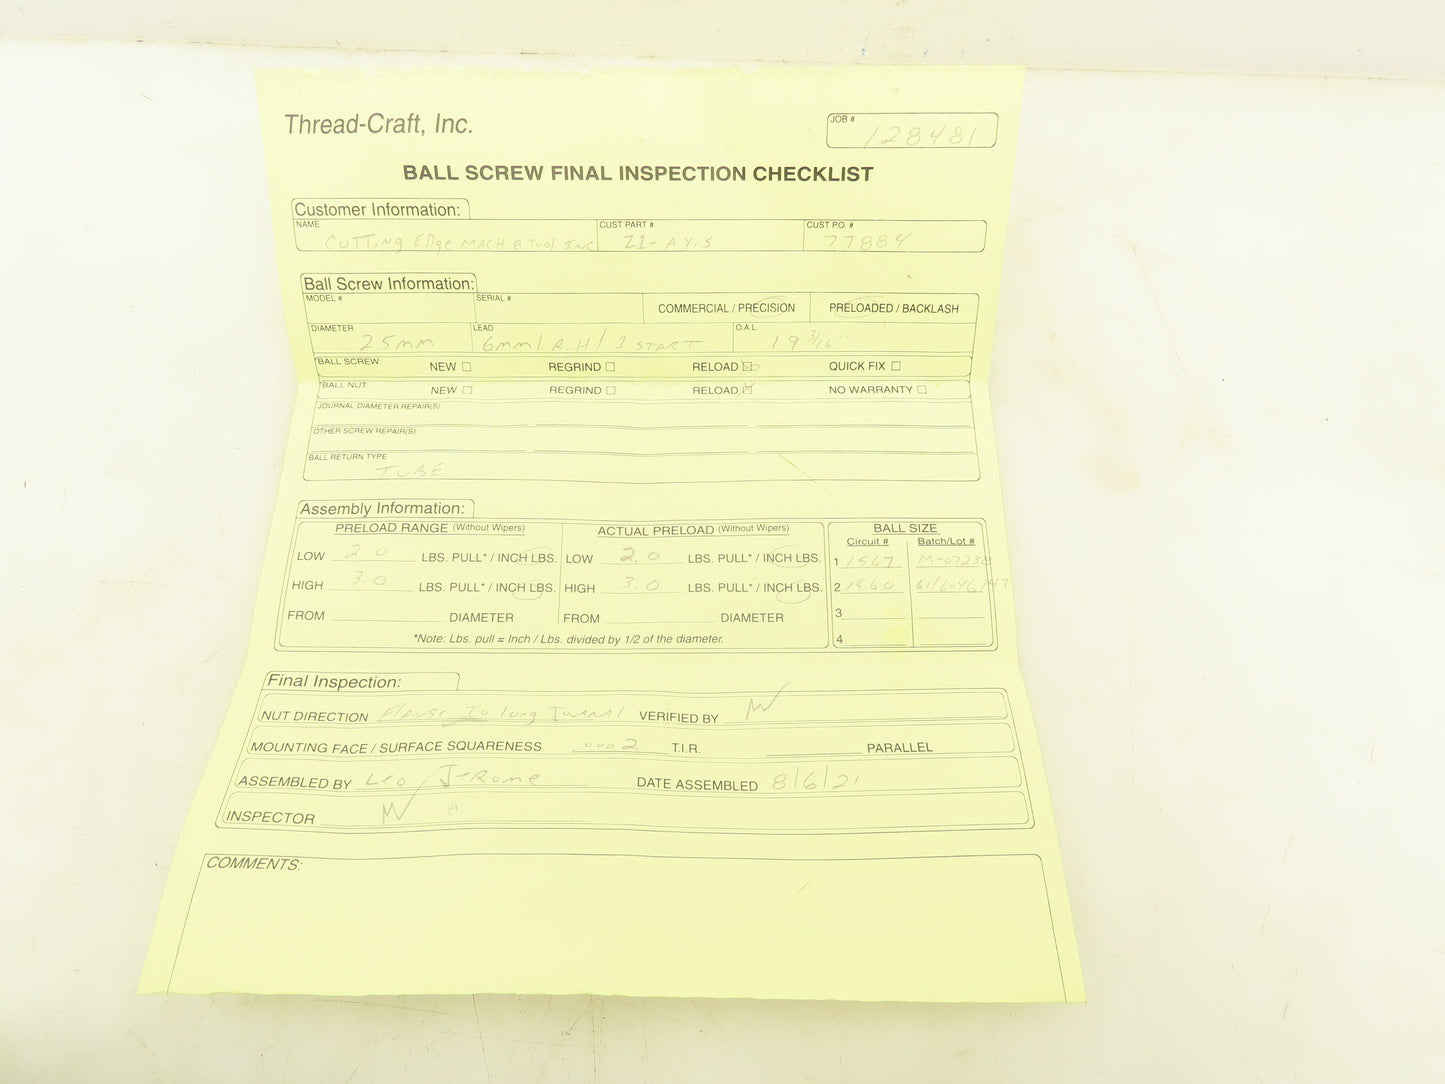 Thread-Craft, Inc.
JOB # 128481
BALL SCREW FINAL INSPECTION CHECKLIST
Customer Information:
NAME CUST PART # CUST P.O. #
CUTTing EDge MACH. & Tool INC Z1-AXIS 77884
Ball Screw Information:
MODEL # SERIAL # COMMERCIAL / PRECISION PRELOADED / BACKLASH
DIAMETER LEAD O.A.L.
25mm 6mm / R.H / 1 START 19 3/16"
BALL SCREW: NEW REGRIND RELOAD QUICK FIX
BALL NUT: NEW REGRIND RELOAD NO WARRANTY
JOURNAL DIAMETER REPAIR(S):
OTHER SCREW REPAIR(S):
BALL RETURN TYPE
TUBE
Assembly Information:
PRELOAD RANGE (Without Wipers) ACTUAL PRELOAD (Without Wipers) BALL SIZE
Circuit # Batch/Lot #
LOW 2.0 LBS. PULL* / INCH LBS. LOW 2.0 LBS. PULL* / INCH LBS. 1 1567 M-07238
HIGH 3.0 LBS. PULL* / INCH LBS. HIGH 3.0 LBS. PULL* / INCH LBS. 2 1560
FROM DIAMETER FROM DIAMETER 3
*Note: Lbs. pull = Inch / Lbs. divided by 1/2 of the diameter. 4
Final Inspection:
NUT DIRECTION Flange To long Journal VERIFIED BY
MOUNTING FACE / SURFACE SQUARENESS .0002 T.I.R. PARALLEL
ASSEMBLED BY Leo / Jerome DATE ASSEMBLED 8/6/21
INSPECTOR
COMMENTS: